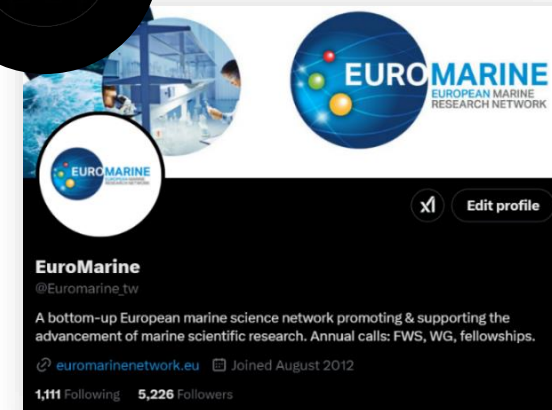 EUROMARINE
EUROPEAN MARINE
RESEARCH NETWORK
EUROMARINE
Edit profile
EuroMarine
@Euromarine_tw
A bottom-up European marine science network promoting & supporting the
advancement of marine scientific research. Annual calls: FWS, WG, fellowships.
euromarinenetwork.eu Joined August 2012
1,111 Following 5,226 Followers